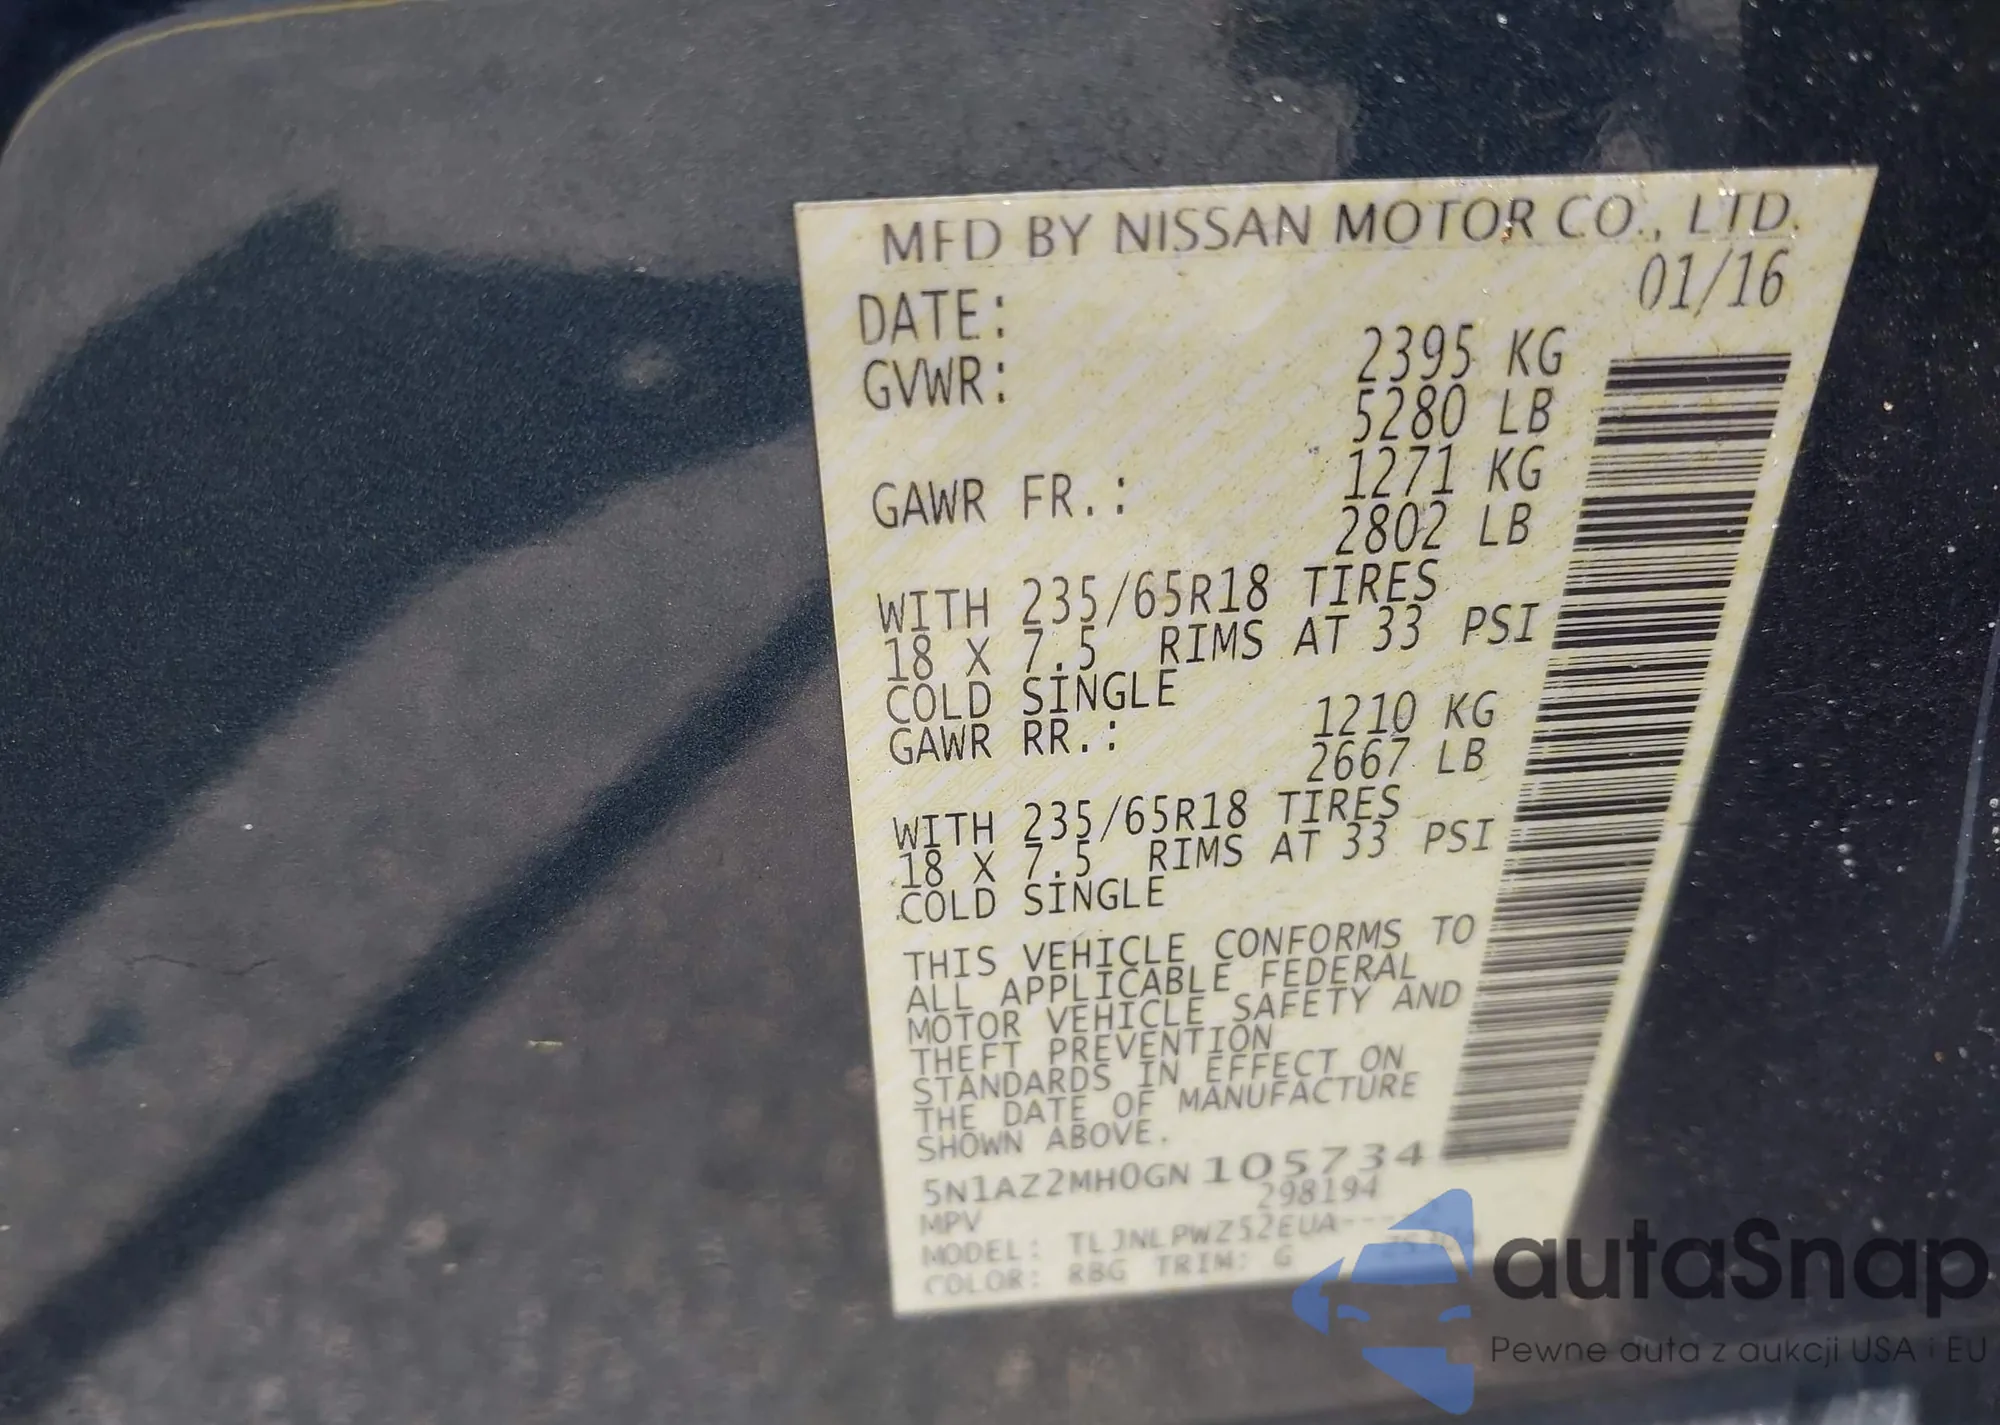 MFD BY NISSAN MOTOR CO., LTD.
DATE: 01/16
GVWR: 2395 KG
5280 LB
GAWR FR.: 1271 KG
2802 LB
WITH 235/65R18 TIRES
18 X 7.5 RIMS AT 33 PSI
COLD SINGLE
GAWR RR.: 1210 KG
2667 LB
WITH 235/65R18 TIRES
18 X 7.5 RIMS AT 33 PSI
COLD SINGLE
THIS VEHICLE CONFORMS TO
ALL APPLICABLE FEDERAL
MOTOR VEHICLE SAFETY AND
THEFT PREVENTION
STANDARDS IN EFFECT ON
THE DATE OF MANUFACTURE
SHOWN ABOVE.
5N1AZ2MH0GN 105734
MPV 298194
MODEL: TLJNLPWZ52EUA----
COLOR: RBG TRIM: G
autaSnap
Pewne auta z aukcji USA i EU